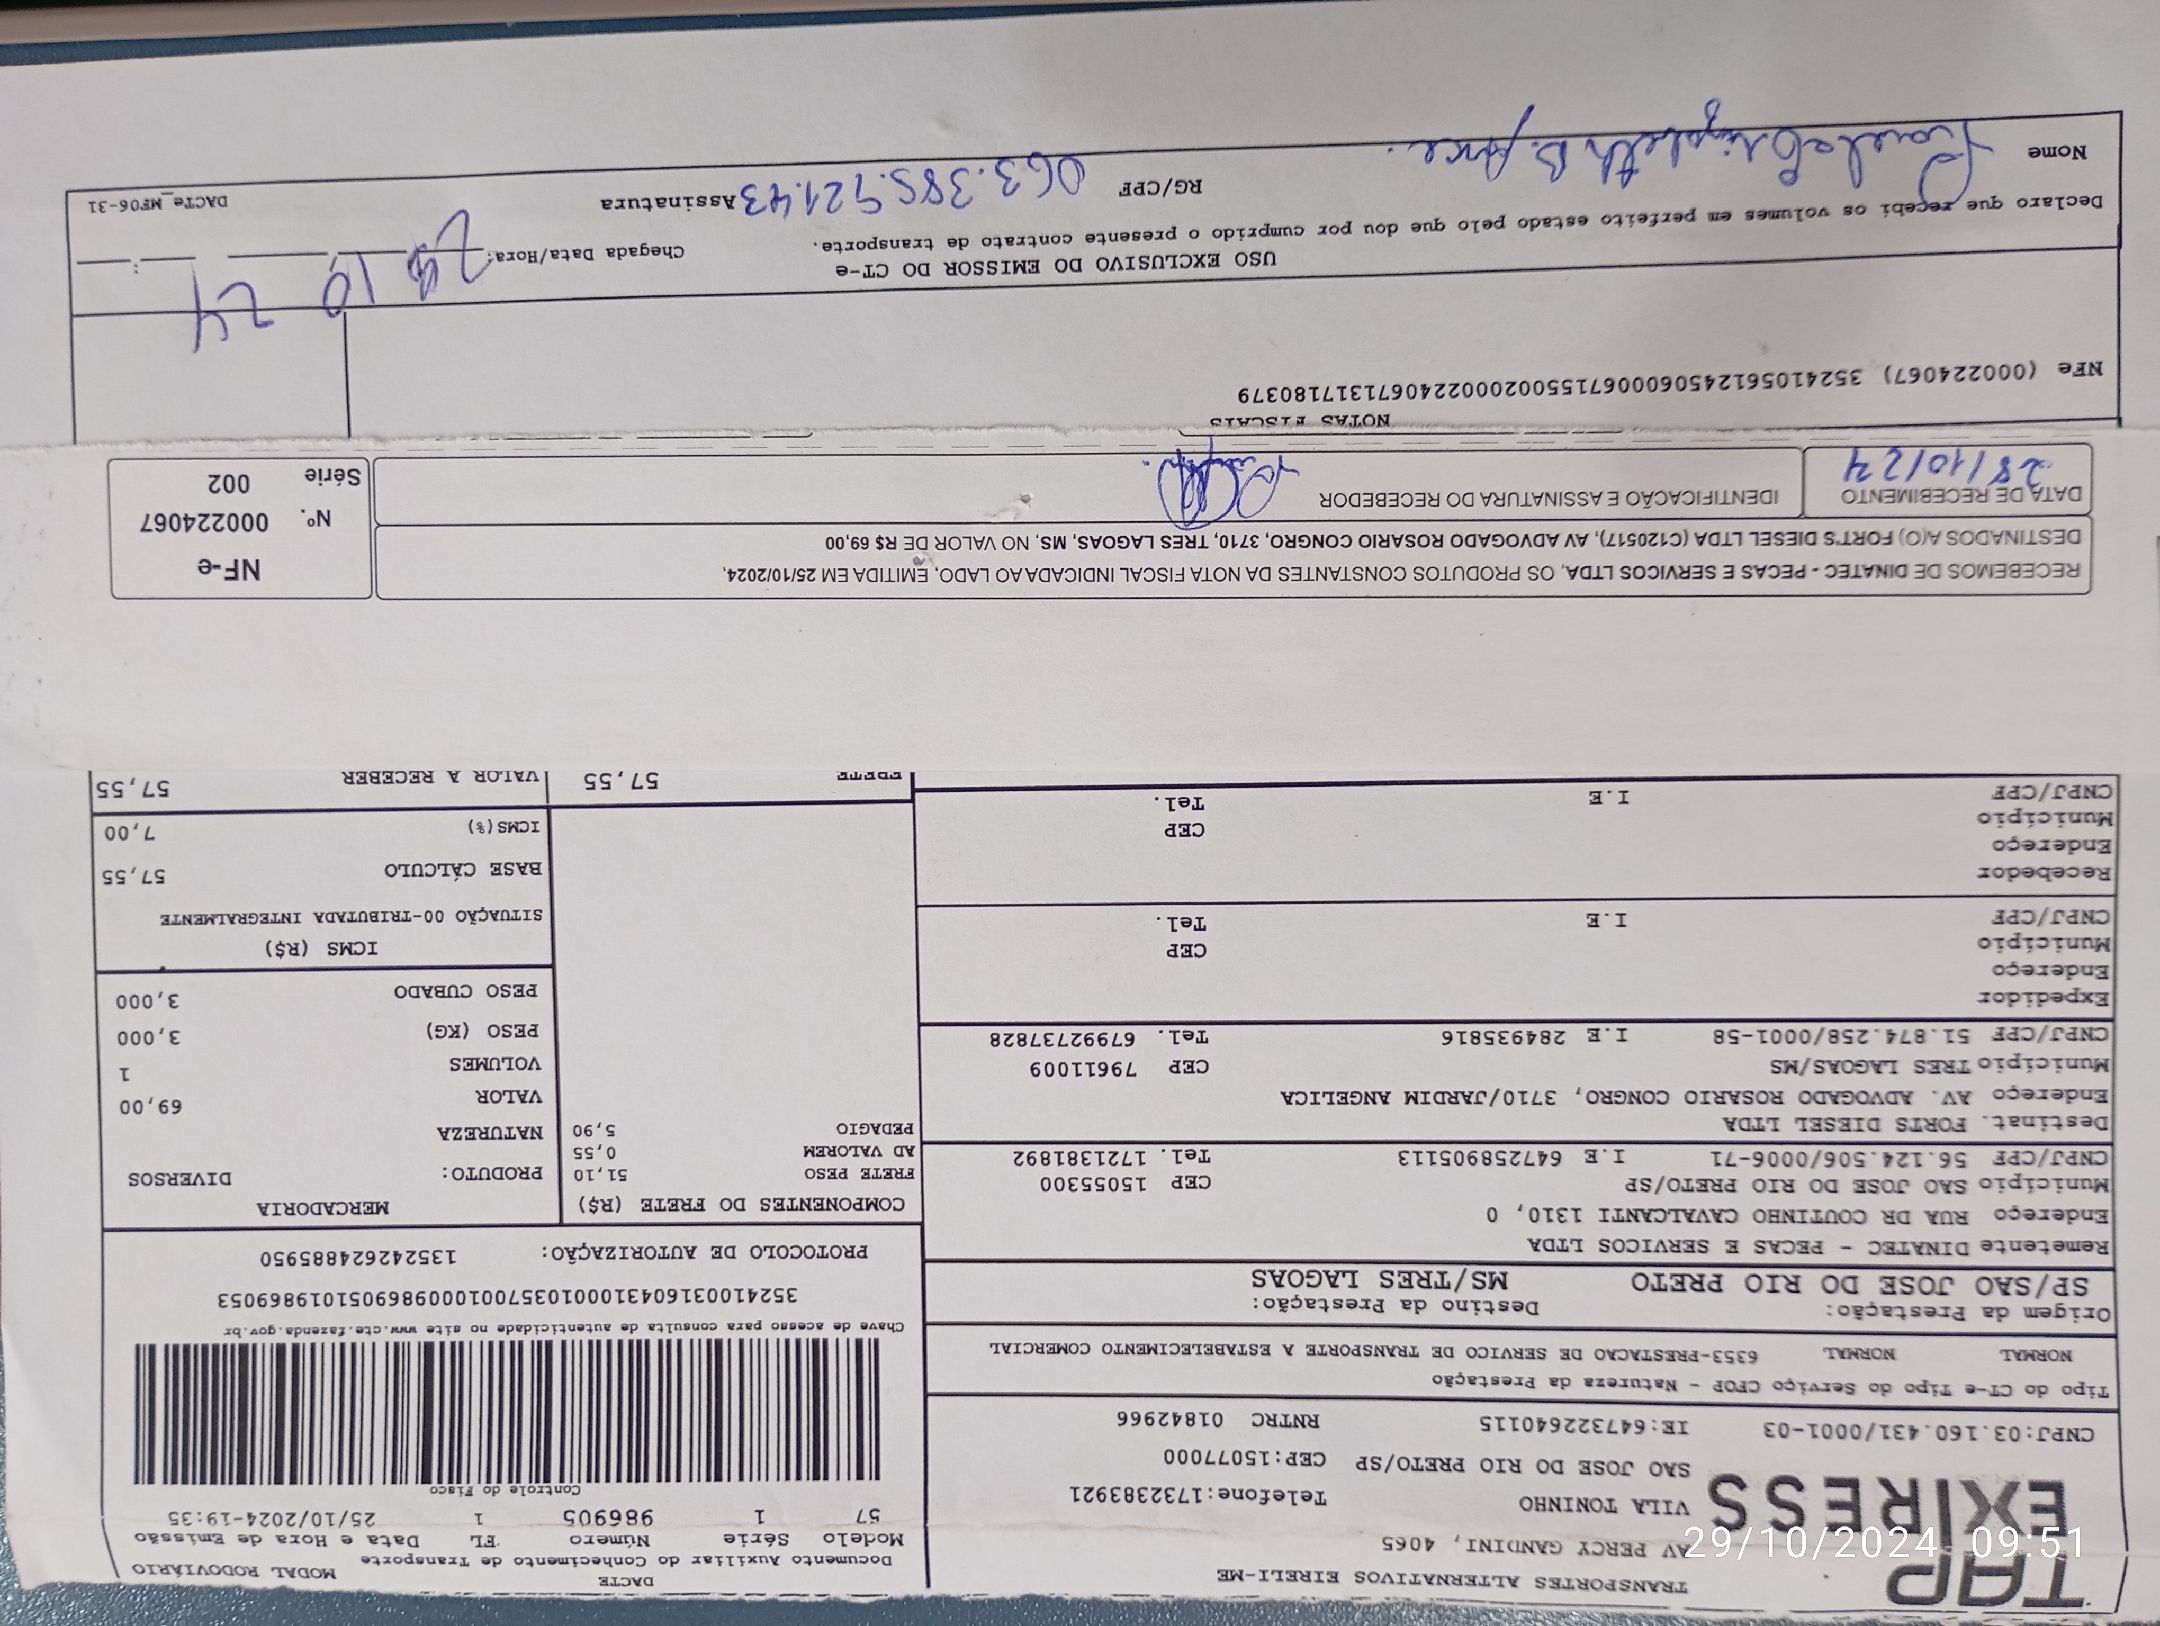 TAP
EXPRESS
TRANSPORTES ALTERNATIVOS EIRELI-ME
AV PERCY GANDINI, 4065
VILA TONINHO Telefone:1732383921
SAO JOSE DO RIO PRETO/SP CEP:15077000
CNPJ:03.160.431/0001-03 IE:647322640115 RNTRC 01842966
DACTE
Documento Auxiliar do Conhecimento de Transporte
MODAL RODOVIÁRIO
Modelo Série Número FL Data e Hora de Emissão
57 1 986905 1 25/10/2024-19:35
Controle do Fisco
Chave de acesso para consulta de autenticidade no site www.cte.fazenda.gov.br
35241003160431000103570010009869051019869053
PROTOCOLO DE AUTORIZAÇÃO: 135242624885950
Tipo do CT-e Tipo do Serviço CFOP - Natureza da Prestação
NORMAL NORMAL 6353-PRESTACAO DE SERVICO DE TRANSPORTE A ESTABELECIMENTO COMERCIAL
Origem da Prestação: Destino da Prestação:
SP/SAO JOSE DO RIO PRETO MS/TRES LAGOAS
Remetente DINATEC - PECAS E SERVICOS LTDA
Endereço RUA DR COUTINHO CAVALCANTI 1310, 0
Município SAO JOSE DO RIO PRETO/SP CEP 15055300
CNPJ/CPF 56.124.506/0006-71 I.E 647258905113 Tel. 1721381892
Destinat. FORTS DIESEL LTDA
Endereço AV. ADVOGADO ROSARIO CONGRO, 3710/JARDIM ANGELICA
Município TRES LAGOAS/MS CEP 79611009
CNPJ/CPF 51.874.258/0001-58 I.E 284935816 Tel. 67992737828
Expedidor
Endereço
Município CEP
CNPJ/CPF I.E Tel.
Recebedor
Endereço
Município CEP
CNPJ/CPF I.E Tel.
COMPONENTES DO FRETE (R$)
FRETE PESO 51,10
AD VALOREM 0,55
PEDAGIO 5,90
FRETE 57,55
MERCADORIA
PRODUTO: DIVERSOS
NATUREZA
VALOR 69,00
VOLUMES 1
PESO (KG) 3,000
PESO CUBADO 3,000
ICMS (R$)
SITUAÇÃO 00-TRIBUTADA INTEGRALMENTE
BASE CÁLCULO 57,55
ICMS(%) 7,00
VALOR A RECEBER 57,55
RECEBEMOS DE DINATEC - PECAS E SERVICOS LTDA, OS PRODUTOS CONSTANTES DA NOTA FISCAL INDICADA AO LADO, EMITIDA EM 25/10/2024,
DESTINADOS A(O) FORT'S DIESEL LTDA (C120517), AV ADVOGADO ROSARIO CONGRO, 3710, TRES LAGOAS, MS, NO VALOR DE R$ 69,00
DATA DE RECEBIMENTO IDENTIFICAÇÃO E ASSINATURA DO RECEBEDOR
28/10/24
NF-e
Nº. 000224067
Série 002
NOTAS FISCAIS
NFe (000224067) 35241056124506000671550020002240671317180379
USO EXCLUSIVO DO EMISSOR DO CT-e
Declaro que recebi os volumes em perfeito estado pelo que dou por cumprido o presente contrato de transporte.
Chegada Data/Hora: 28 10 24 :
Nome RG/CPF 063.385.921.43 Assinatura
DACTe_MF06-31
29/10/2024 09:51